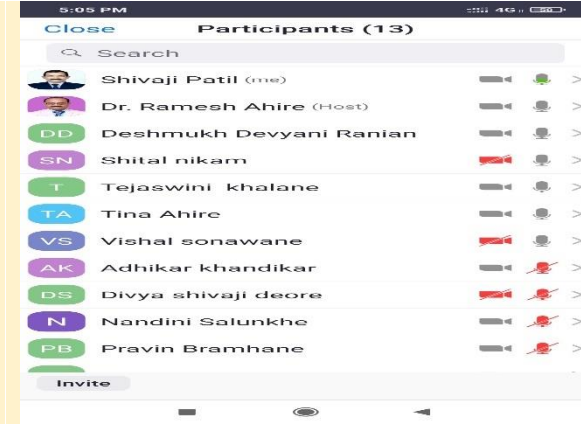 5:05 PM 4G 50
Close Participants (13)
Search
Shivaji Patil (me)
Dr. Ramesh Ahire (Host)
DD Deshmukh Devyani Ranjan
SN Shital nikam
T Tejaswini khalane
TA Tina Ahire
VS Vishal sonawane
AK Adhikar khandikar
DS Divya shivaji deore
N Nandini Salunkhe
PB Pravin Bramhane
Invite